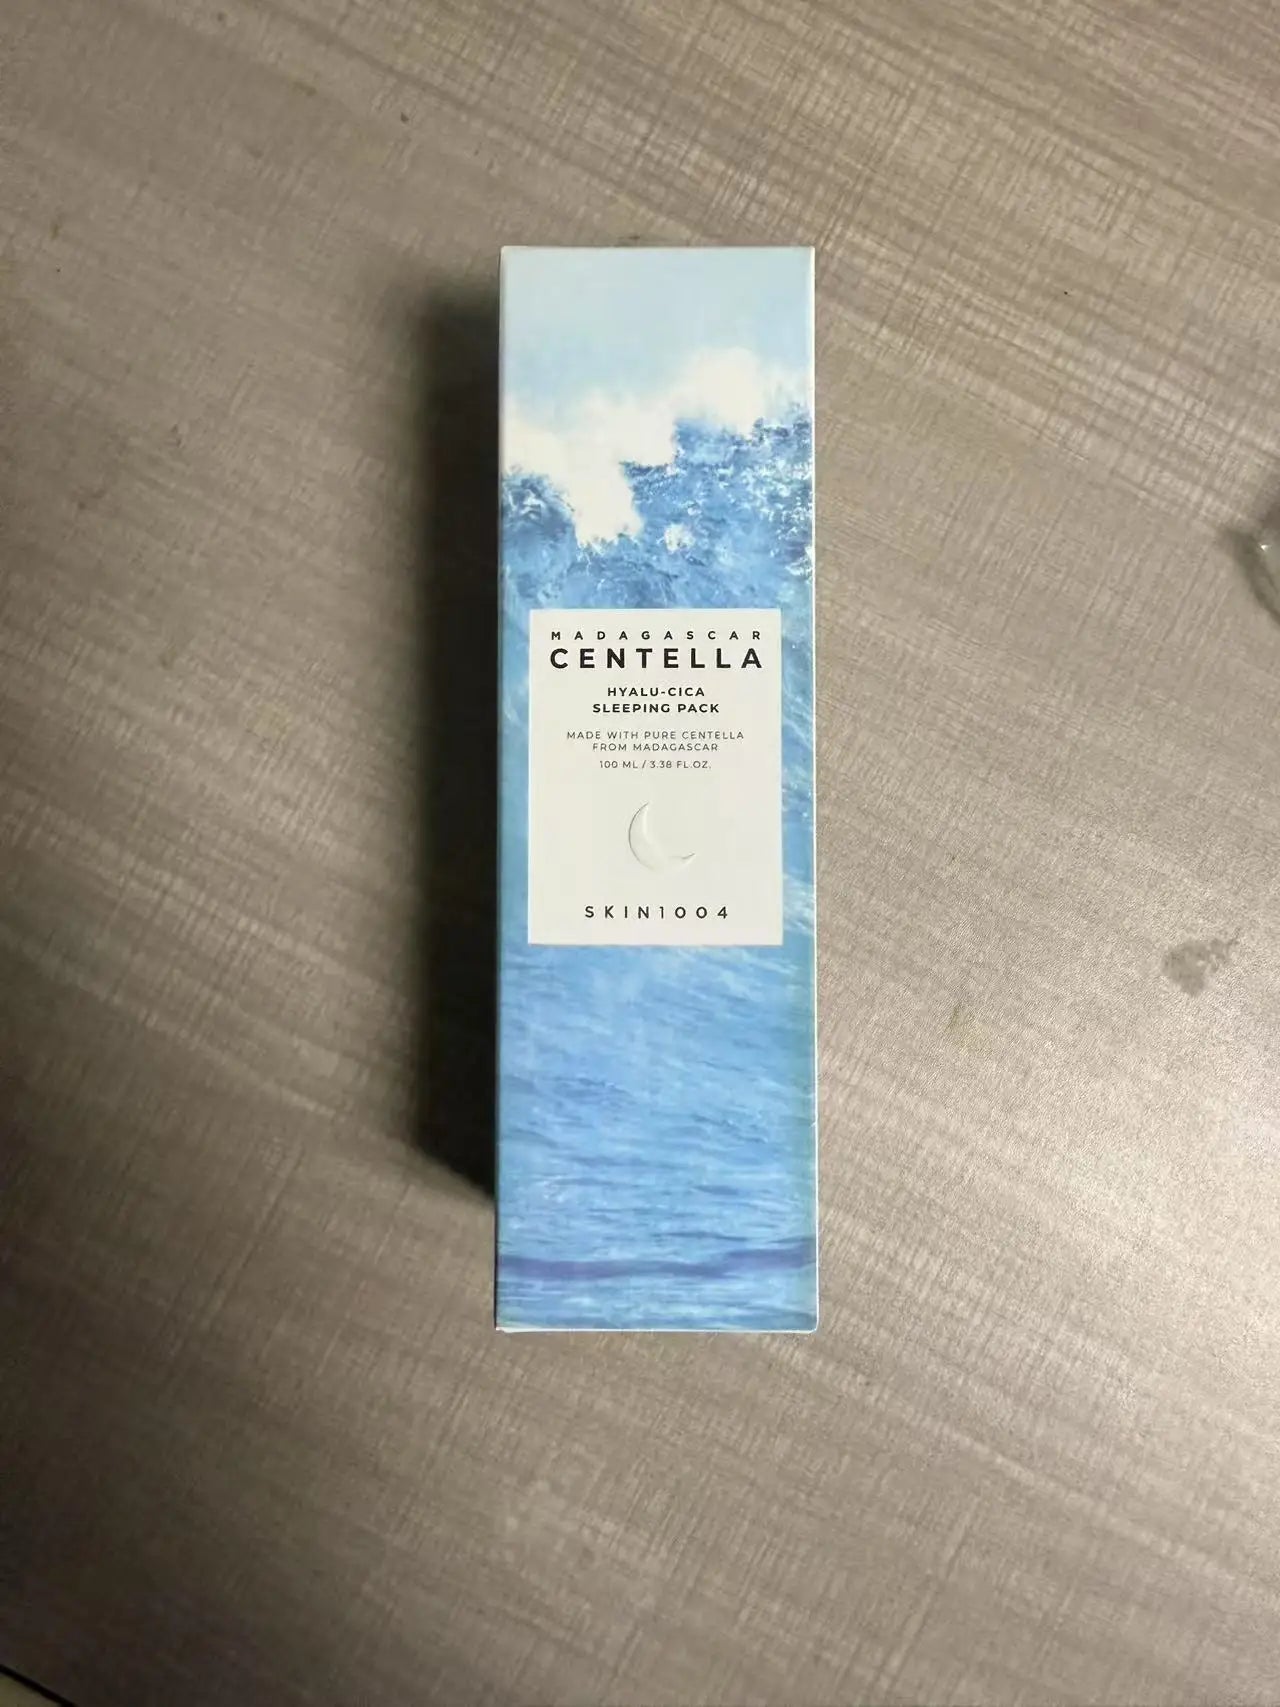 MADAGASCAR
CENTELLA
HYALU-CICA
SLEEPING PACK
MADE WITH PURE CENTELLA
FROM MADAGASCAR
100 ML / 3.38 FL.OZ.
SKIN1004